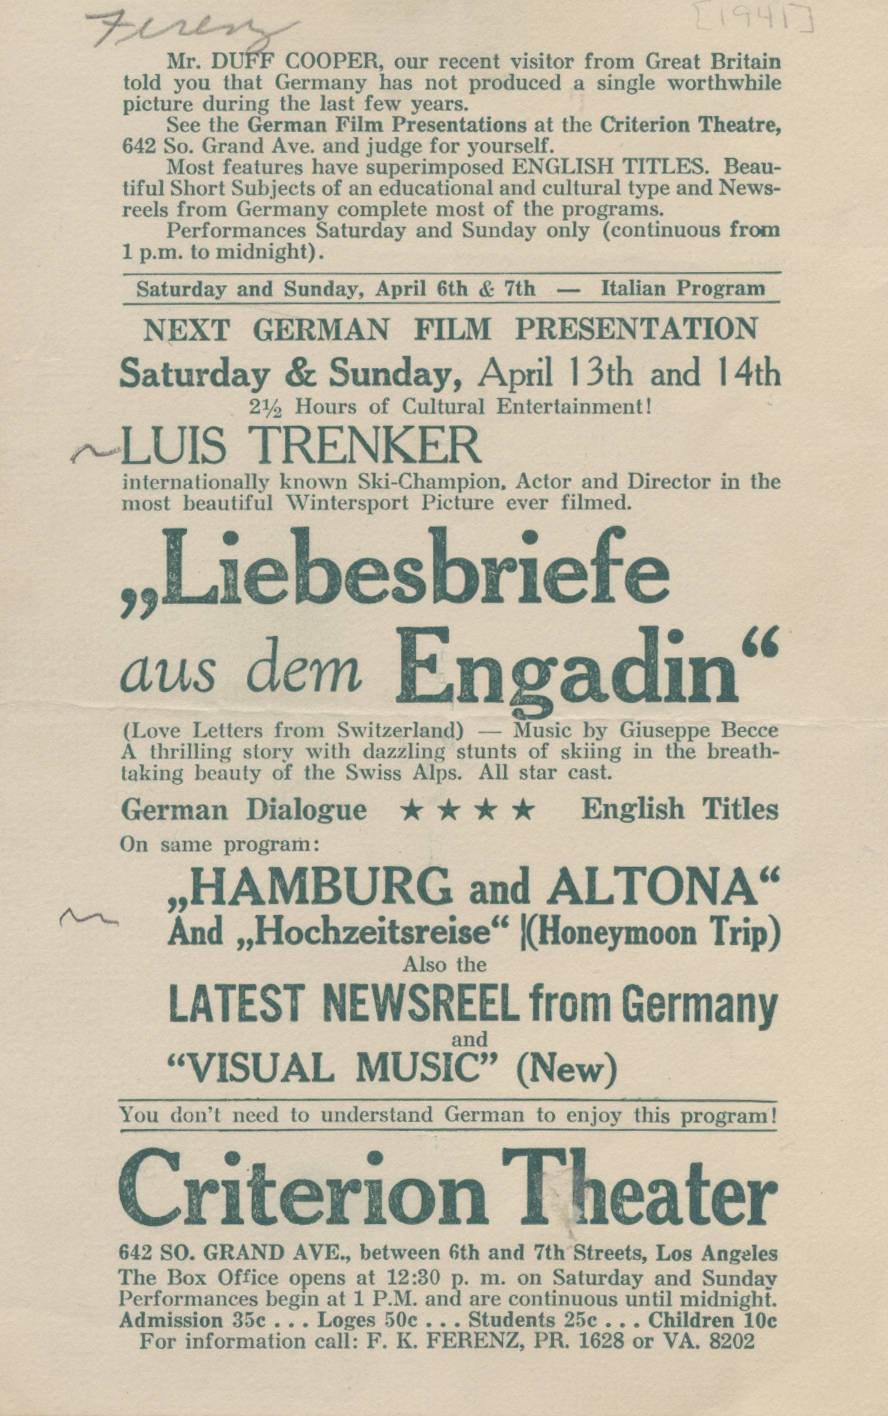 Ferenz
[1941]
Mr. DUFF COOPER, our recent visitor from Great Britain
told you that Germany has not produced a single worthwhile
picture during the last few years.
See the German Film Presentations at the Criterion Theatre,
642 So. Grand Ave. and judge for yourself.
Most features have superimposed ENGLISH TITLES. Beau-
tiful Short Subjects of an educational and cultural type and News-
reels from Germany complete most of the programs.
Performances Saturday and Sunday only (continuous from
1 p.m. to midnight).
Saturday and Sunday, April 6th & 7th — Italian Program
NEXT GERMAN FILM PRESENTATION
Saturday & Sunday, April 13th and 14th
2½ Hours of Cultural Entertainment!
LUIS TRENKER
internationally known Ski-Champion, Actor and Director in the
most beautiful Wintersport Picture ever filmed.
„Liebesbriefe
aus dem Engadin“
(Love Letters from Switzerland) — Music by Giuseppe Becce
A thrilling story with dazzling stunts of skiing in the breath-
taking beauty of the Swiss Alps. All star cast.
German Dialogue ★ ★ ★ ★ English Titles
On same program:
„HAMBURG and ALTONA“
And „Hochzeitsreise“ (Honeymoon Trip)
Also the
LATEST NEWSREEL from Germany
and
“VISUAL MUSIC” (New)
You don't need to understand German to enjoy this program!
Criterion Theater
642 SO. GRAND AVE., between 6th and 7th Streets, Los Angeles
The Box Office opens at 12:30 p. m. on Saturday and Sunday
Performances begin at 1 P.M. and are continuous until midnight.
Admission 35c . . . Loges 50c . . . Students 25c . . . Children 10c
For information call: F. K. FERENZ, PR. 1628 or VA. 8202